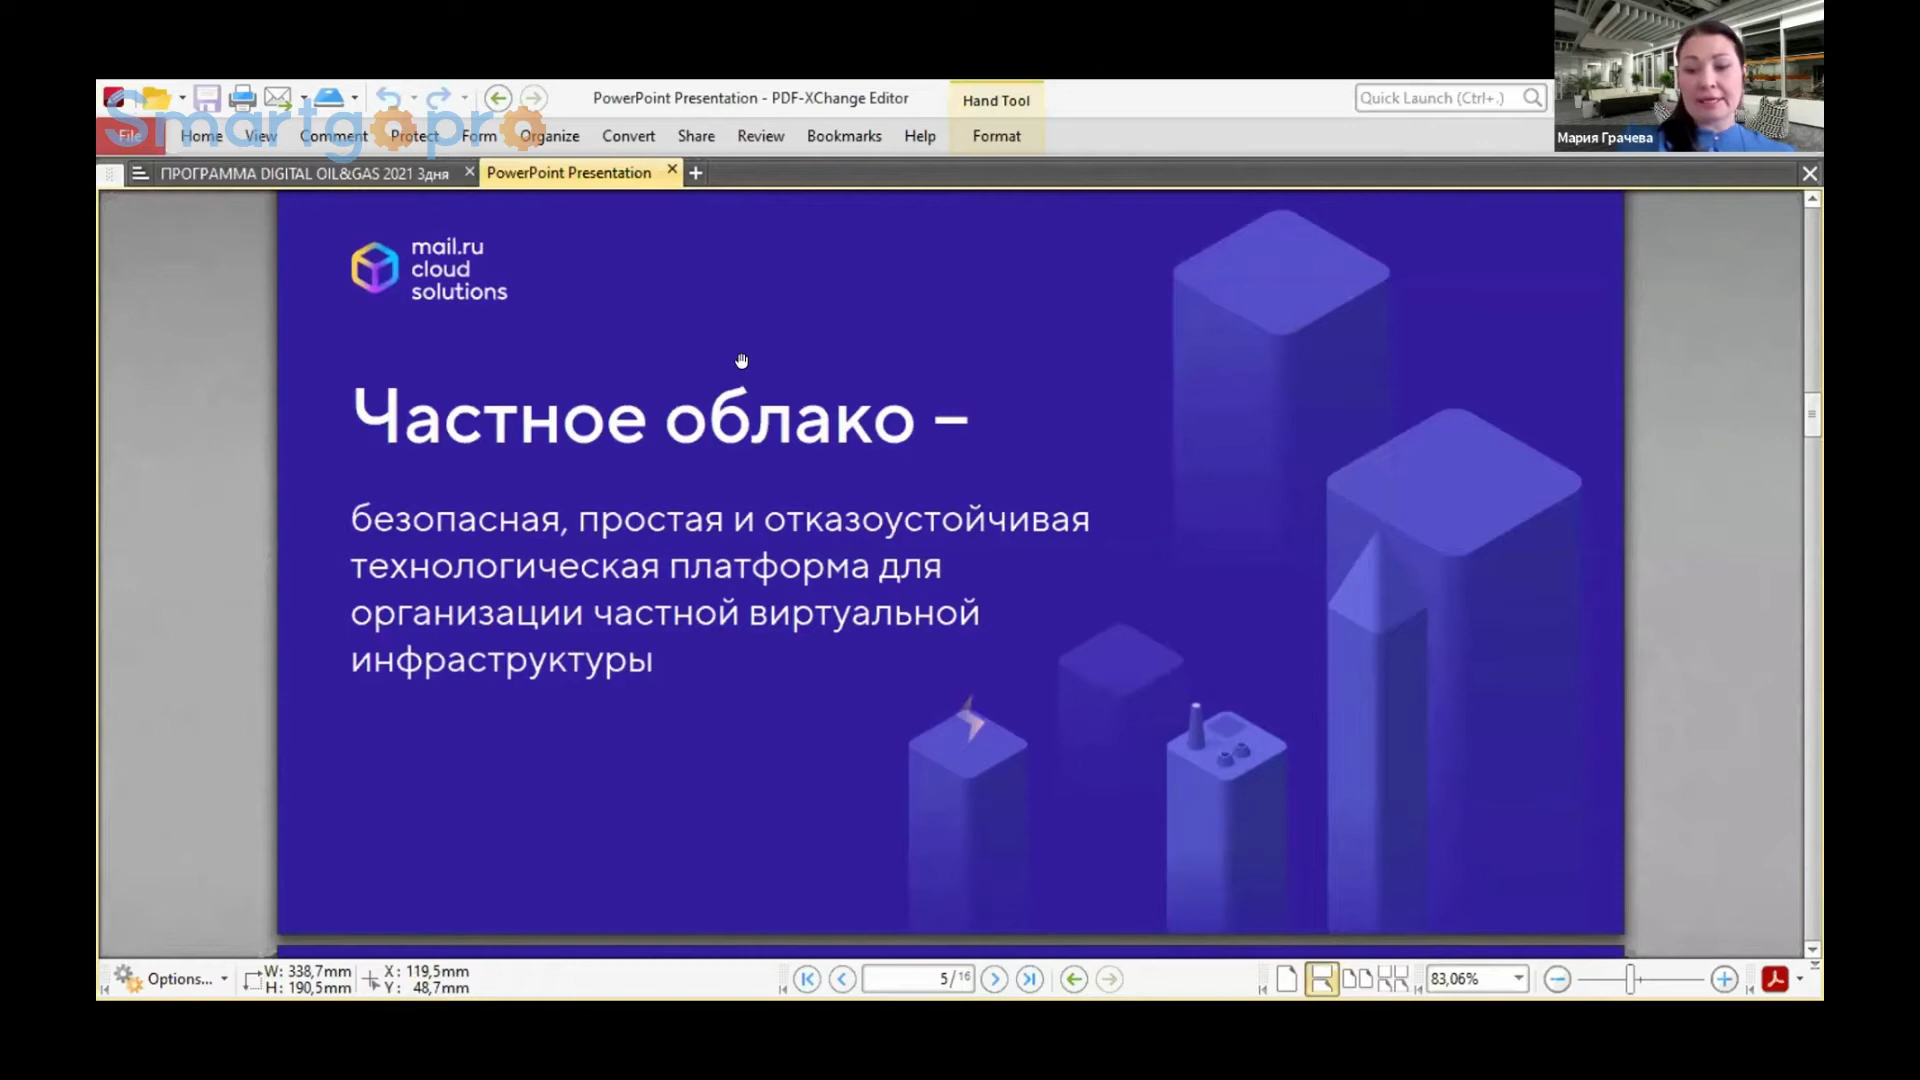 PowerPoint Presentation - PDF-XChange Editor
Hand Tool
Quick Launch (Ctrl+.)
Smartgopro
File Home View Comment Protect Form Organize Convert Share Review Bookmarks Help Format
Мария Грачева
ПРОГРАММА DIGITAL OIL&GAS 2021 3дня
PowerPoint Presentation
mail.ru
cloud
solutions
Частное облако –
безопасная, простая и отказоустойчивая
технологическая платформа для
организации частной виртуальной
инфраструктуры
Options...
W: 338,7mm
H: 190,5mm
X: 119,5mm
Y: 48,7mm
5/16
83,06%